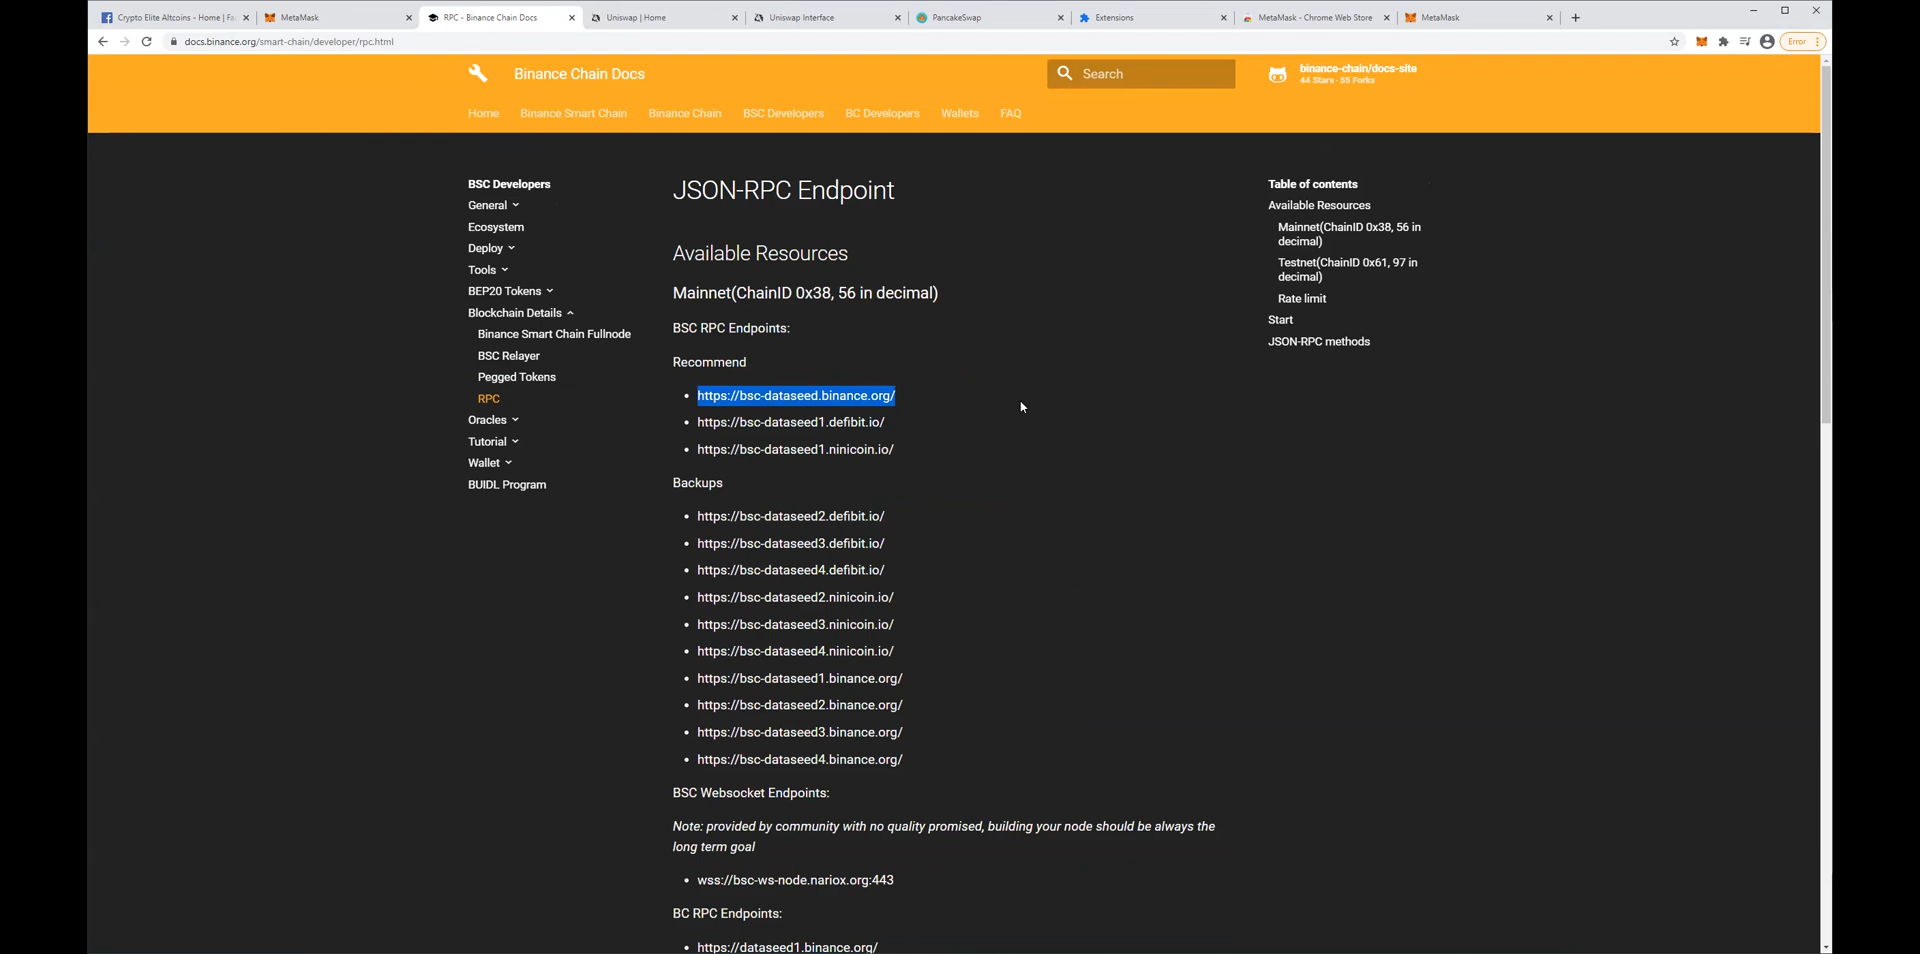 Crypto Elite Altcoins - Home | Fa
MetaMask
RPC - Binance Chain Docs
Uniswap | Home
Uniswap Interface
PancakeSwap
Extensions
MetaMask - Chrome Web Store
MetaMask
docs.binance.org/smart-chain/developer/rpc.html
Error
Binance Chain Docs
Search
binance-chain/docs-site
44 Stars · 55 Forks
Home
Binance Smart Chain
Binance Chain
BSC Developers
BC Developers
Wallets
FAQ
BSC Developers
General
Ecosystem
Deploy
Tools
BEP20 Tokens
Blockchain Details
Binance Smart Chain Fullnode
BSC Relayer
Pegged Tokens
RPC
Oracles
Tutorial
Wallet
BUIDL Program
JSON-RPC Endpoint
Available Resources
Mainnet(ChainID 0x38, 56 in decimal)
BSC RPC Endpoints:
Recommend
https://bsc-dataseed.binance.org/
https://bsc-dataseed1.defibit.io/
https://bsc-dataseed1.ninicoin.io/
Backups
https://bsc-dataseed2.defibit.io/
https://bsc-dataseed3.defibit.io/
https://bsc-dataseed4.defibit.io/
https://bsc-dataseed2.ninicoin.io/
https://bsc-dataseed3.ninicoin.io/
https://bsc-dataseed4.ninicoin.io/
https://bsc-dataseed1.binance.org/
https://bsc-dataseed2.binance.org/
https://bsc-dataseed3.binance.org/
https://bsc-dataseed4.binance.org/
BSC Websocket Endpoints:
Note: provided by community with no quality promised, building your node should be always the
long term goal
wss://bsc-ws-node.nariox.org:443
BC RPC Endpoints:
https://dataseed1.binance.org/
Table of contents
Available Resources
Mainnet(ChainID 0x38, 56 in
decimal)
Testnet(ChainID 0x61, 97 in
decimal)
Rate limit
Start
JSON-RPC methods